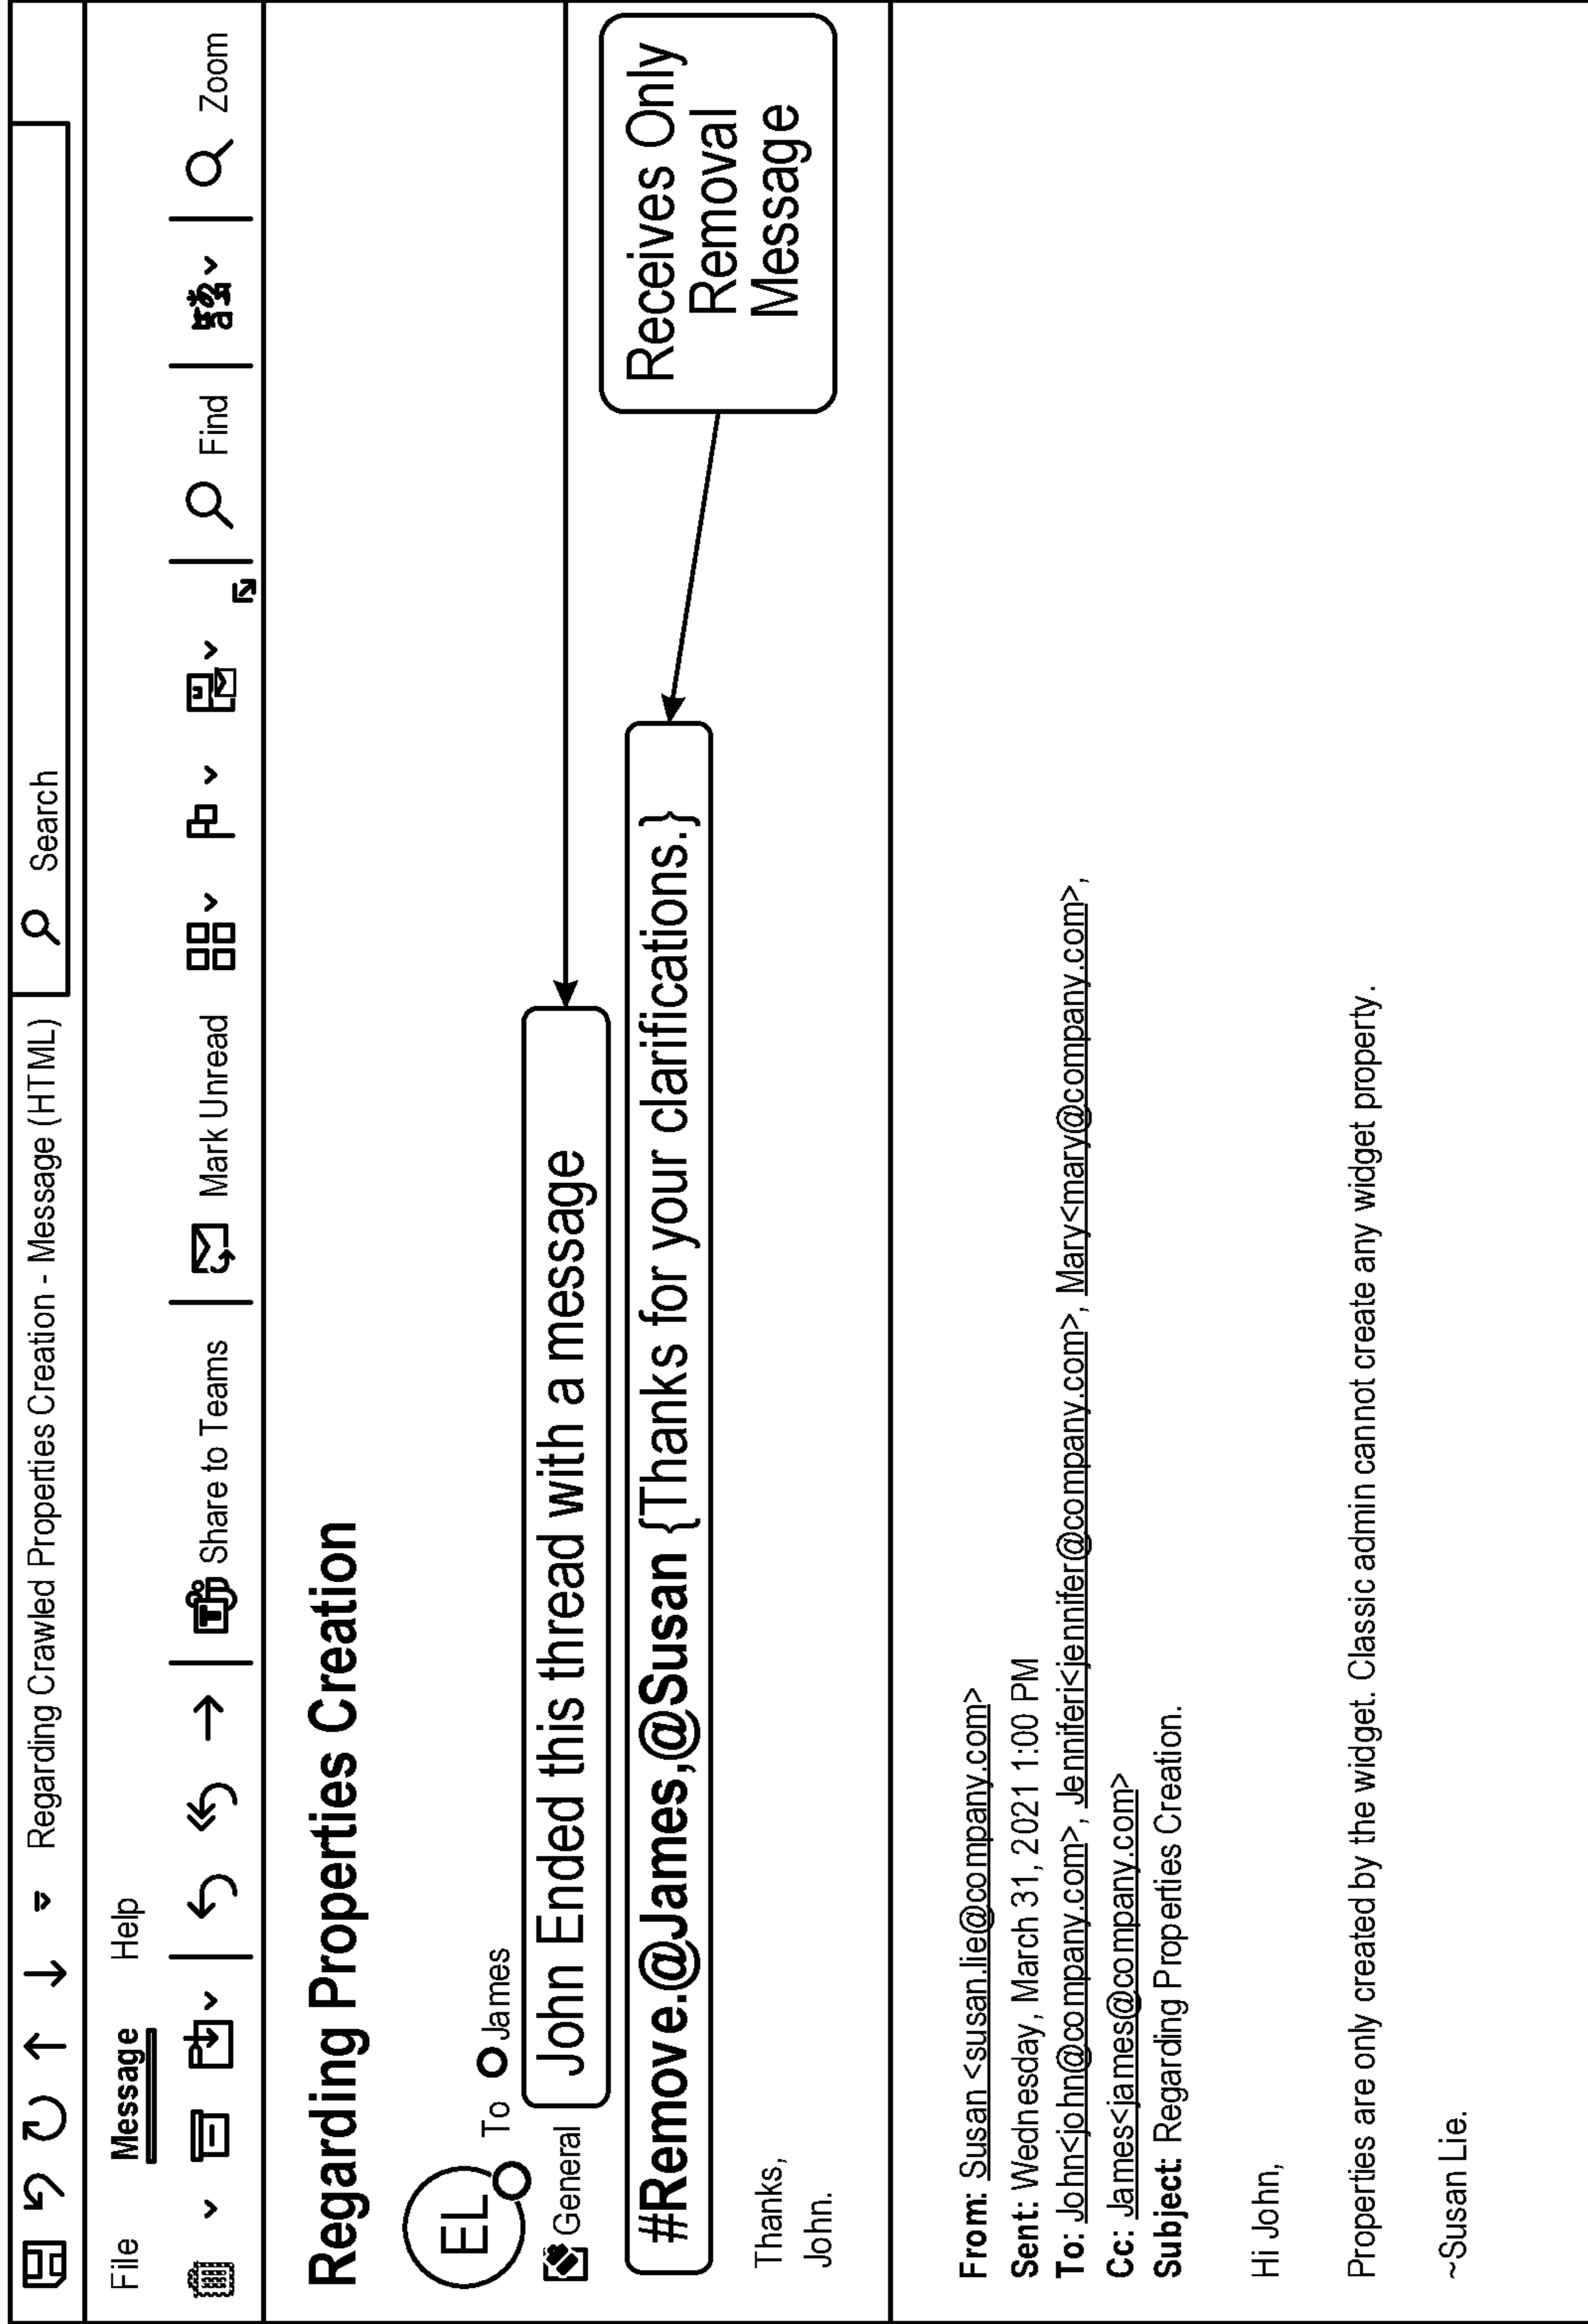 Regarding Crawled Properties Creation - Message (HTML)
Search
File Message Help
Share to Teams Mark Unread Find Zoom
Regarding Properties Creation
EL
To James
General
John Ended this thread with a message
#Remove.@James,@Susan {Thanks for your clarifications.}
Receives Only
Removal
Message
Thanks,
John.
From: Susan <susan.lie@company.com>
Sent: Wednesday, March 31, 2021 1:00 PM
To: John<john@company.com>, Jenniferi<jennifer@company.com>, Mary<mary@company.com>,
Cc: James<james@company.com>
Subject: Regarding Properties Creation.
Hi John,
Properties are only created by the widget. Classic admin cannot create any widget property.
~Susan Lie.